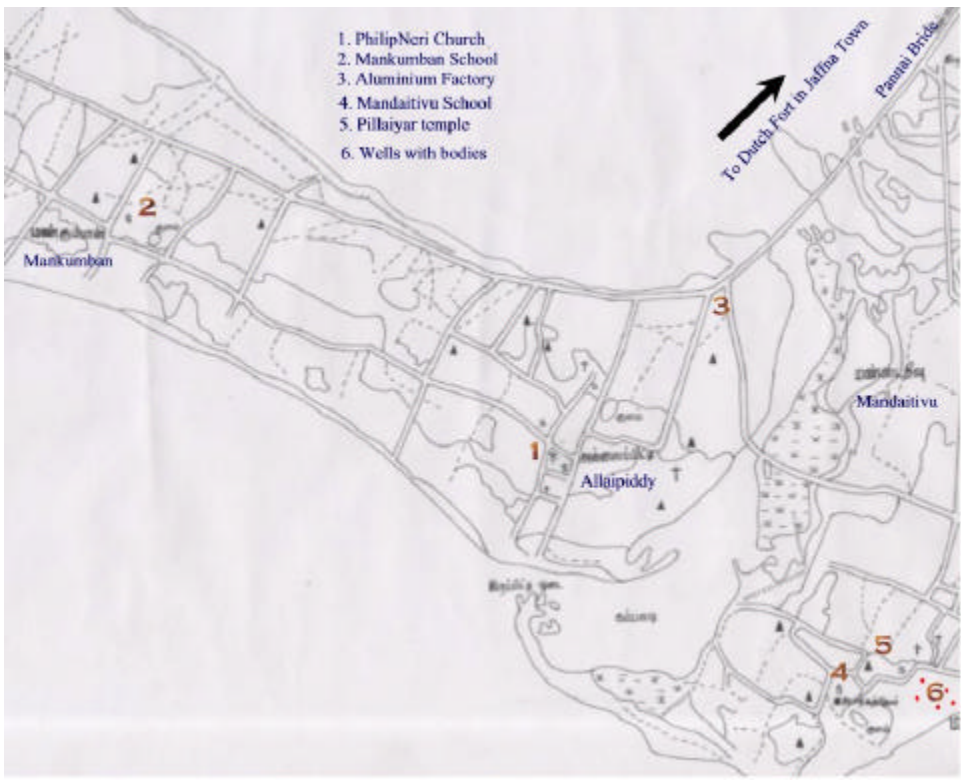 1. PhilipNeri Church
2. Mankumban School
3. Aluminium Factory
4. Mandaitivu School
5. Pillaiyar temple
6. Wells with bodies
To Dutch Fort in Jaffna Town
Pannai Bride
2
Mankumban
3
Mandaitivu
1
Allaipiddy
5
4
6